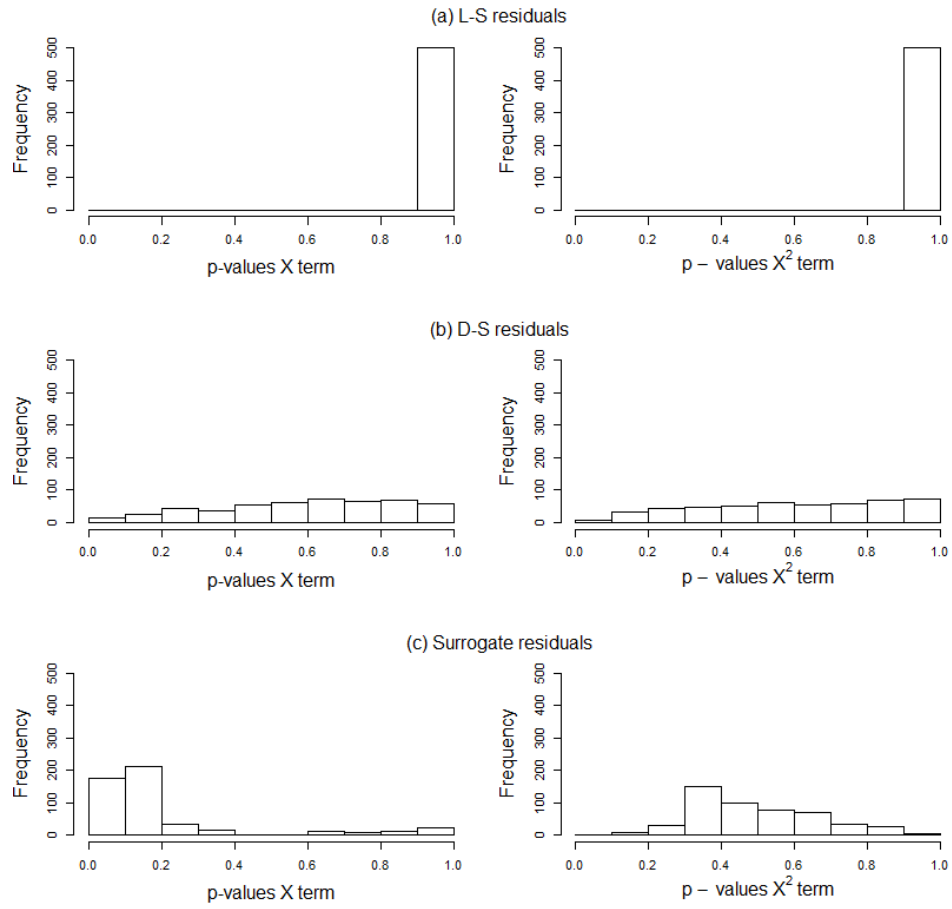 (a) L-S residuals
Frequency
0 100 200 300 400 500
0.0 0.2 0.4 0.6 0.8 1.0
p-values X term
Frequency
0 100 200 300 400 500
0.0 0.2 0.4 0.6 0.8 1.0
p – values X² term
(b) D-S residuals
Frequency
0 100 200 300 400 500
0.0 0.2 0.4 0.6 0.8 1.0
p-values X term
Frequency
0 100 200 300 400 500
0.0 0.2 0.4 0.6 0.8 1.0
p – values X² term
(c) Surrogate residuals
Frequency
0 100 200 300 400 500
0.0 0.2 0.4 0.6 0.8 1.0
p-values X term
Frequency
0 100 200 300 400 500
0.0 0.2 0.4 0.6 0.8 1.0
p – values X² term